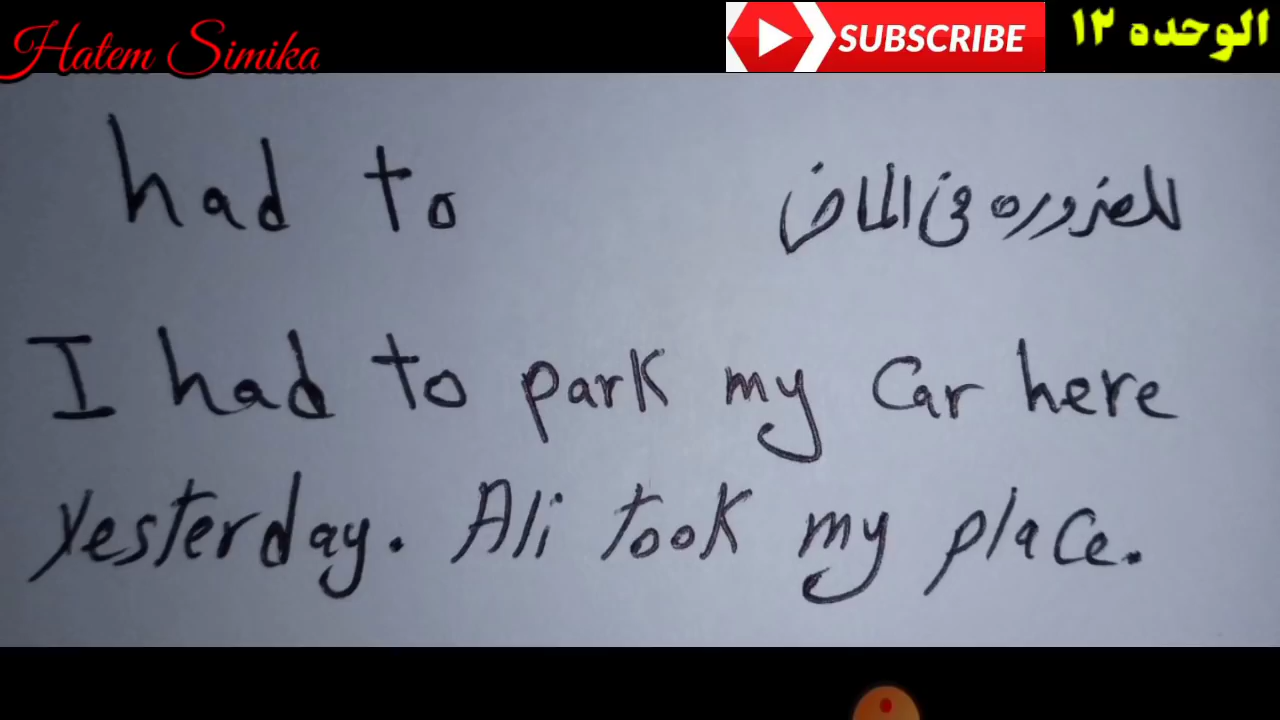 Hatem Simika
SUBSCRIBE
الوحده ١٢
had to
للضروره فى الماض
I had to park my car here
yesterday. Ali took my place.